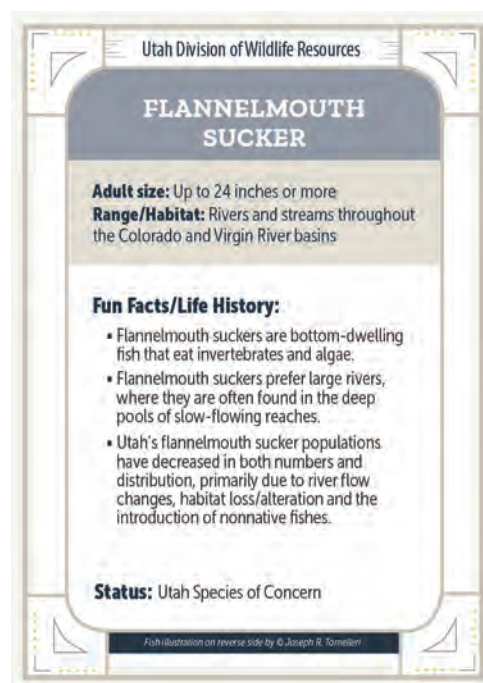 Utah Division of Wildlife Resources
FLANNELMOUTH
SUCKER
Adult size: Up to 24 inches or more
Range/Habitat: Rivers and streams throughout
the Colorado and Virgin River basins
Fun Facts/Life History:
▪ Flannelmouth suckers are bottom-dwelling
fish that eat invertebrates and algae.
▪ Flannelmouth suckers prefer large rivers,
where they are often found in the deep
pools of slow-flowing reaches.
▪ Utah's flannelmouth sucker populations
have decreased in both numbers and
distribution, primarily due to river flow
changes, habitat loss/alteration and the
introduction of nonnative fishes.
Status: Utah Species of Concern
Fish illustration on reverse side by © Joseph R. Tomelleri